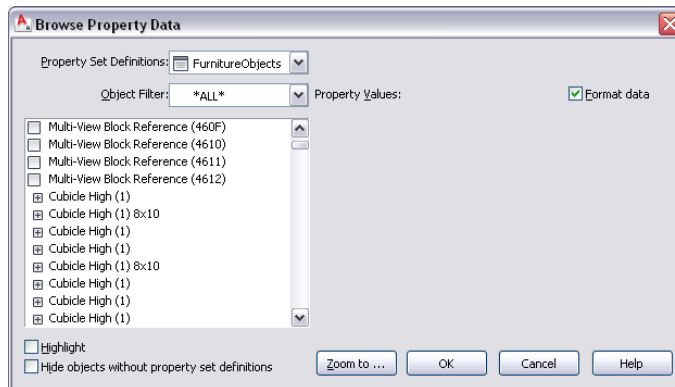 Browse Property Data
Property Set Definitions: FurnitureObjects
Object Filter: *ALL* Property Values: Format data
Multi-View Block Reference (460F)
Multi-View Block Reference (4610)
Multi-View Block Reference (4611)
Multi-View Block Reference (4612)
Cubicle High (1)
Cubicle High (1) 8x10
Cubicle High (1)
Cubicle High (1)
Cubicle High (1) 8x10
Cubicle High (1)
Cubicle High (1)
Cubicle High (1)
Highlight
Hide objects without property set definitions
Zoom to ... OK Cancel Help